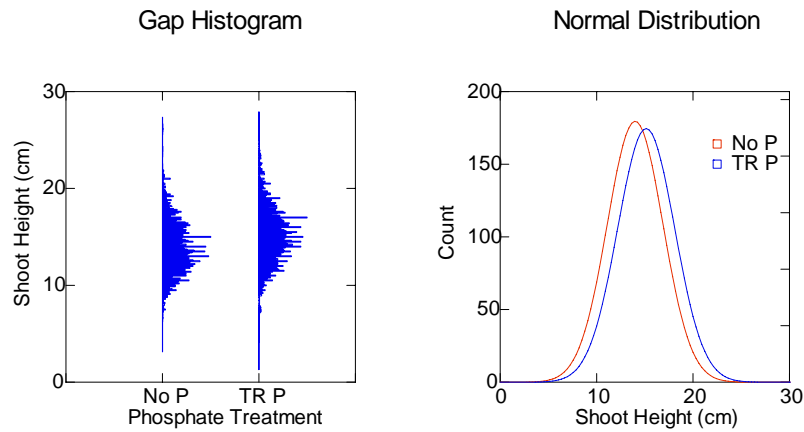 Gap Histogram
Shoot Height (cm)
30
20
10
0
No P
TR P
Phosphate Treatment
Normal Distribution
Count
200
150
100
50
0
0
10
20
30
Shoot Height (cm)
No P
TR P